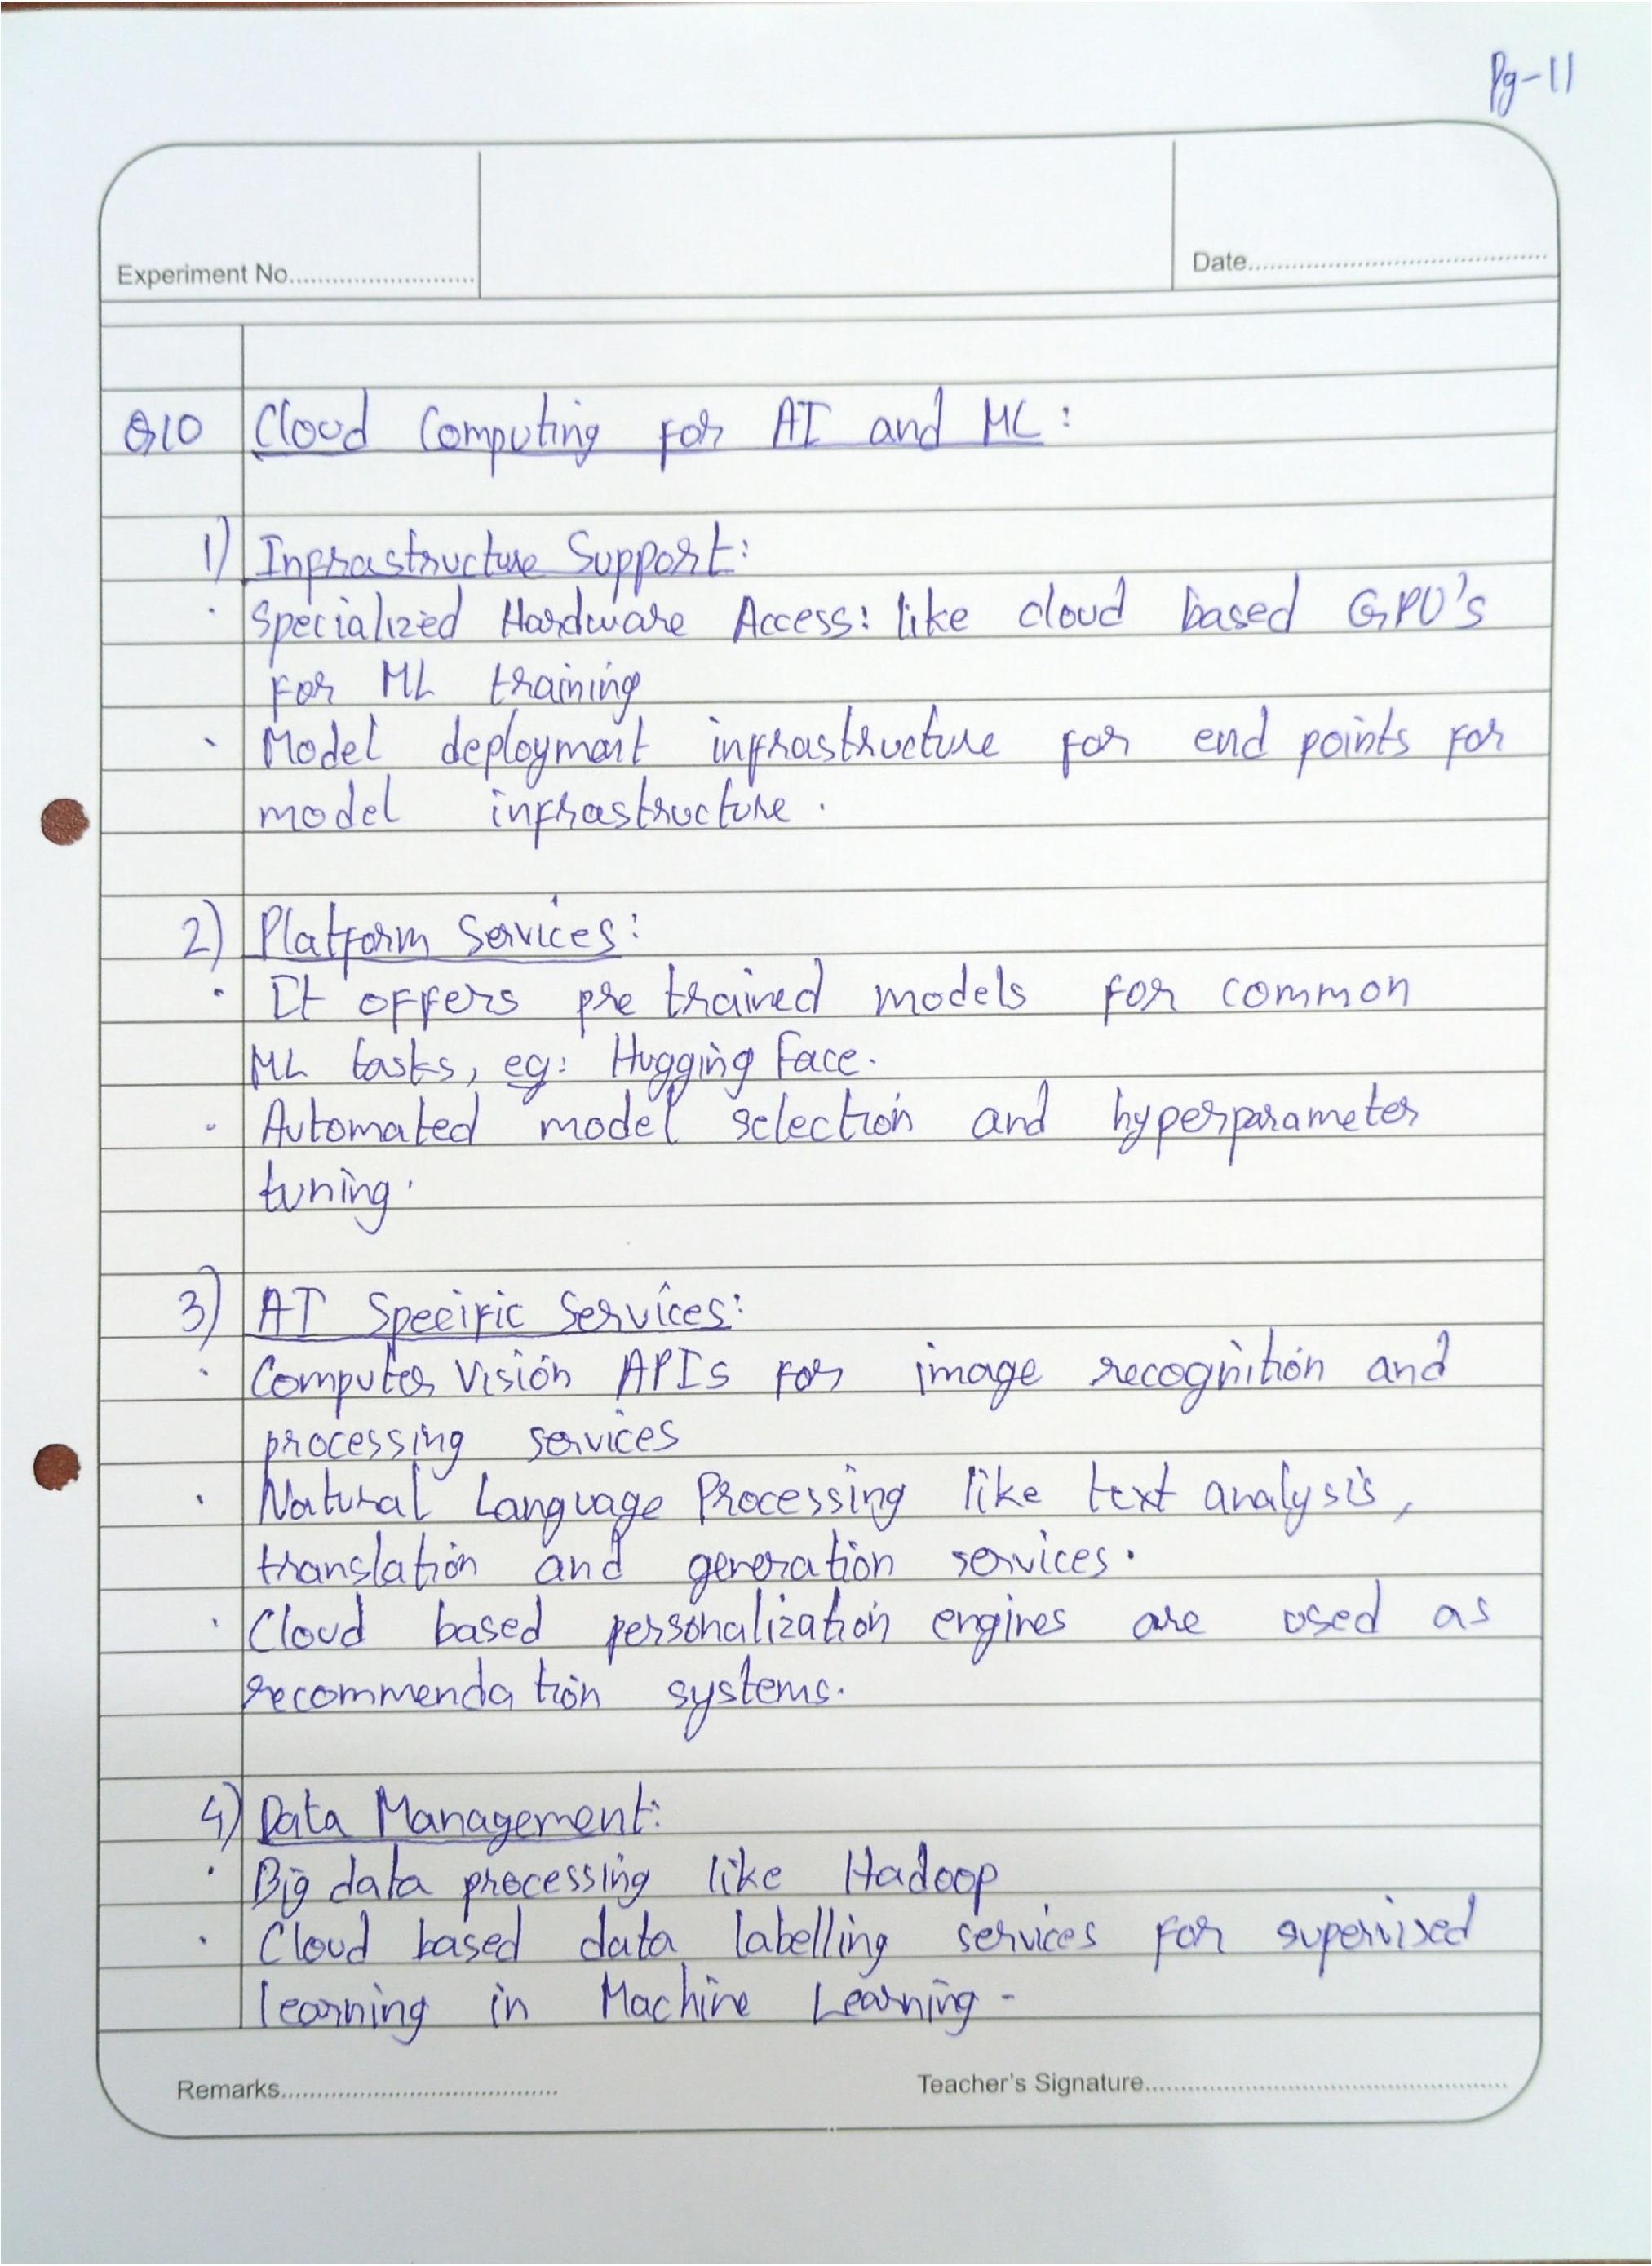 Pg-11
Experiment No.
Date.
Q10 Cloud Computing for AI and ML:
1) Infrastructure Support:
· Specialized Hardware Access: like cloud based GPU's
for ML training
· Model deployment infrastructure for end points for
model infrastructure.
2) Platform Services:
· It offers pre trained models for common
ML tasks, eg: Hugging Face.
· Automated model selection and hyperparameter
tuning.
3) AI Specific Services:
· Computer Vision APIs for image recognition and
processing services
· Natural Language Processing like text analysis,
translation and generation services.
· Cloud based personalization engines are used as
recommendation systems.
4) Data Management:
· Big data processing like Hadoop
· Cloud based data labelling services for supervised
learning in Machine Learning -
Remarks.
Teacher's Signature.